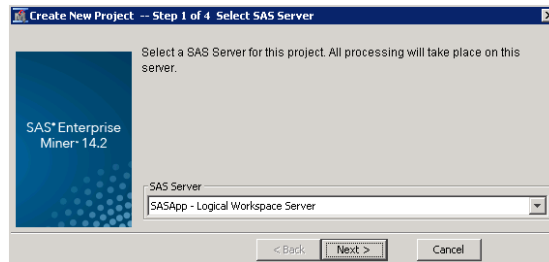 Create New Project -- Step 1 of 4 Select SAS Server
Select a SAS Server for this project. All processing will take place on this
server.
SAS® Enterprise
Miner™ 14.2
SAS Server
SASApp - Logical Workspace Server
< Back
Next >
Cancel